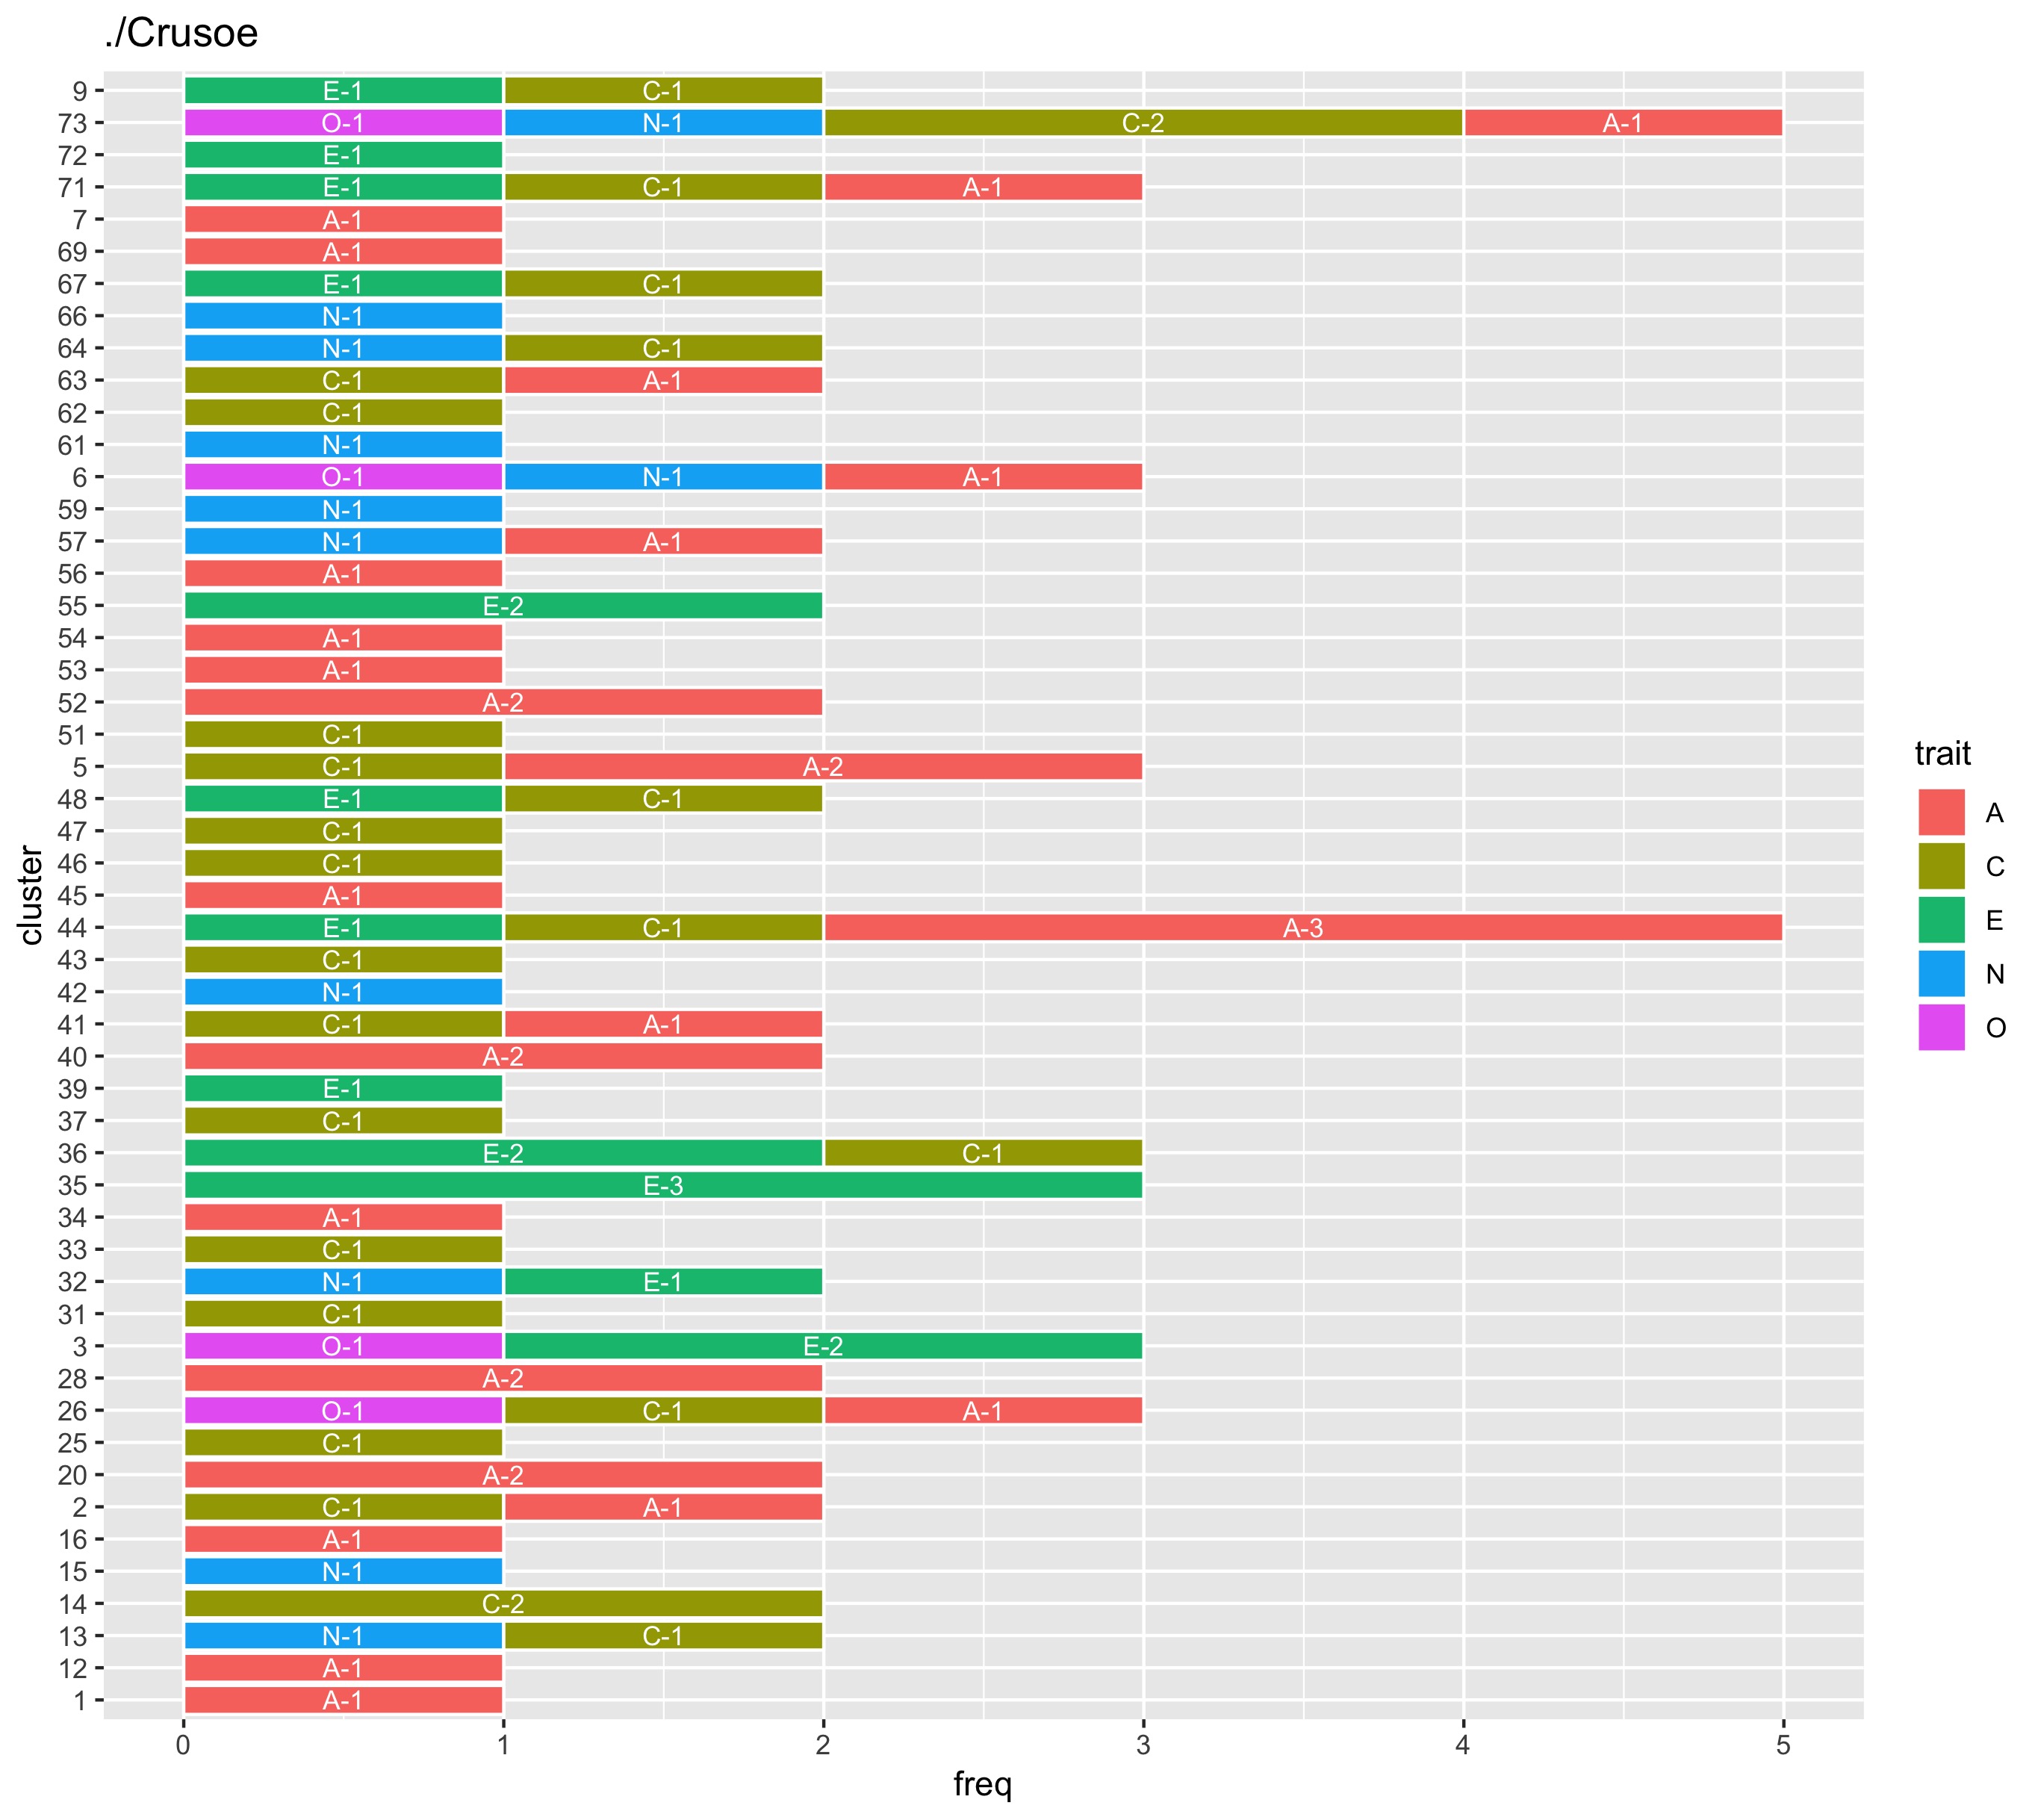 ./Crusoe
9 E-1 C-1
73 O-1 N-1 C-2 A-1
72 E-1
71 E-1 C-1 A-1
7 A-1
69 A-1
67 E-1 C-1
66 N-1
64 N-1 C-1
63 C-1 A-1
62 C-1
61 N-1
6 O-1 N-1 A-1
59 N-1
57 N-1 A-1
56 A-1
55 E-2
54 A-1
53 A-1
52 A-2
51 C-1
5 C-1 A-2
48 E-1 C-1
47 C-1
46 C-1
45 A-1
44 E-1 C-1 A-3
43 C-1
42 N-1
41 C-1 A-1
40 A-2
39 E-1
37 C-1
36 E-2 C-1
35 E-3
34 A-1
33 C-1
32 N-1 E-1
31 C-1
3 O-1 E-2
28 A-2
26 O-1 C-1 A-1
25 C-1
20 A-2
2 C-1 A-1
16 A-1
15 N-1
14 C-2
13 N-1 C-1
12 A-1
1 A-1
0 1 2 3 4 5
freq
cluster
trait
A
C
E
N
O